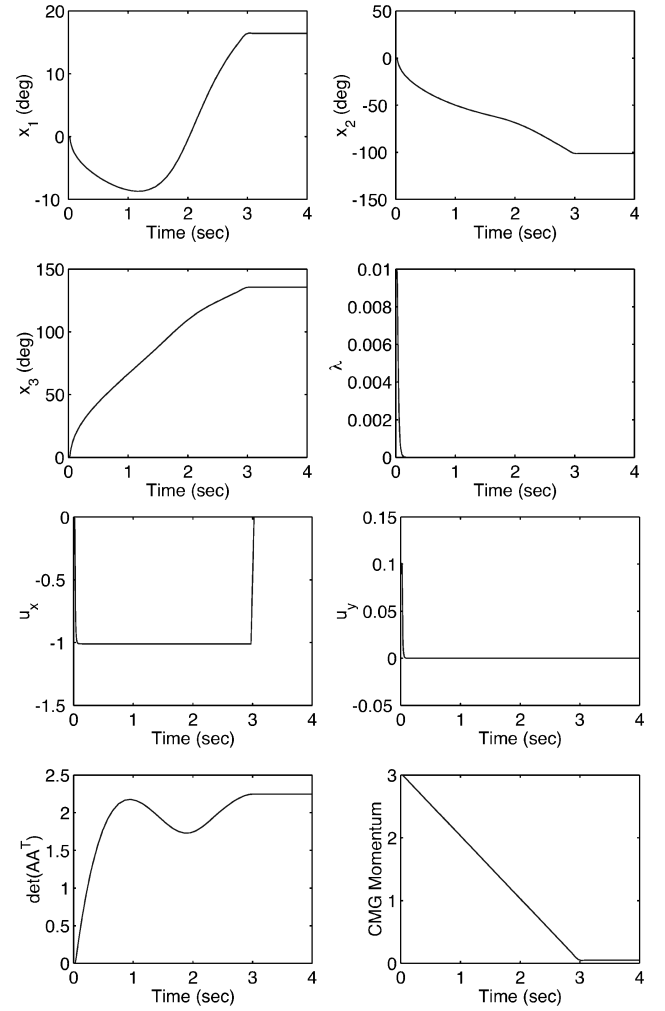 20
10
0
-10
x1 (deg)
0 1 2 3 4
Time (sec)
50
0
-50
-100
-150
x2 (deg)
0 1 2 3 4
Time (sec)
150
100
50
0
x3 (deg)
0 1 2 3 4
Time (sec)
0.01
0.008
0.006
0.004
0.002
0
λ
0 1 2 3 4
Time (sec)
0
-0.5
-1
-1.5
ux
0 1 2 3 4
Time (sec)
0.15
0.1
0.05
0
-0.05
uy
0 1 2 3 4
Time (sec)
2.5
2
1.5
1
0.5
0
det(AAT)
0 1 2 3 4
Time (sec)
3
2
1
0
CMG Momentum
0 1 2 3 4
Time (sec)